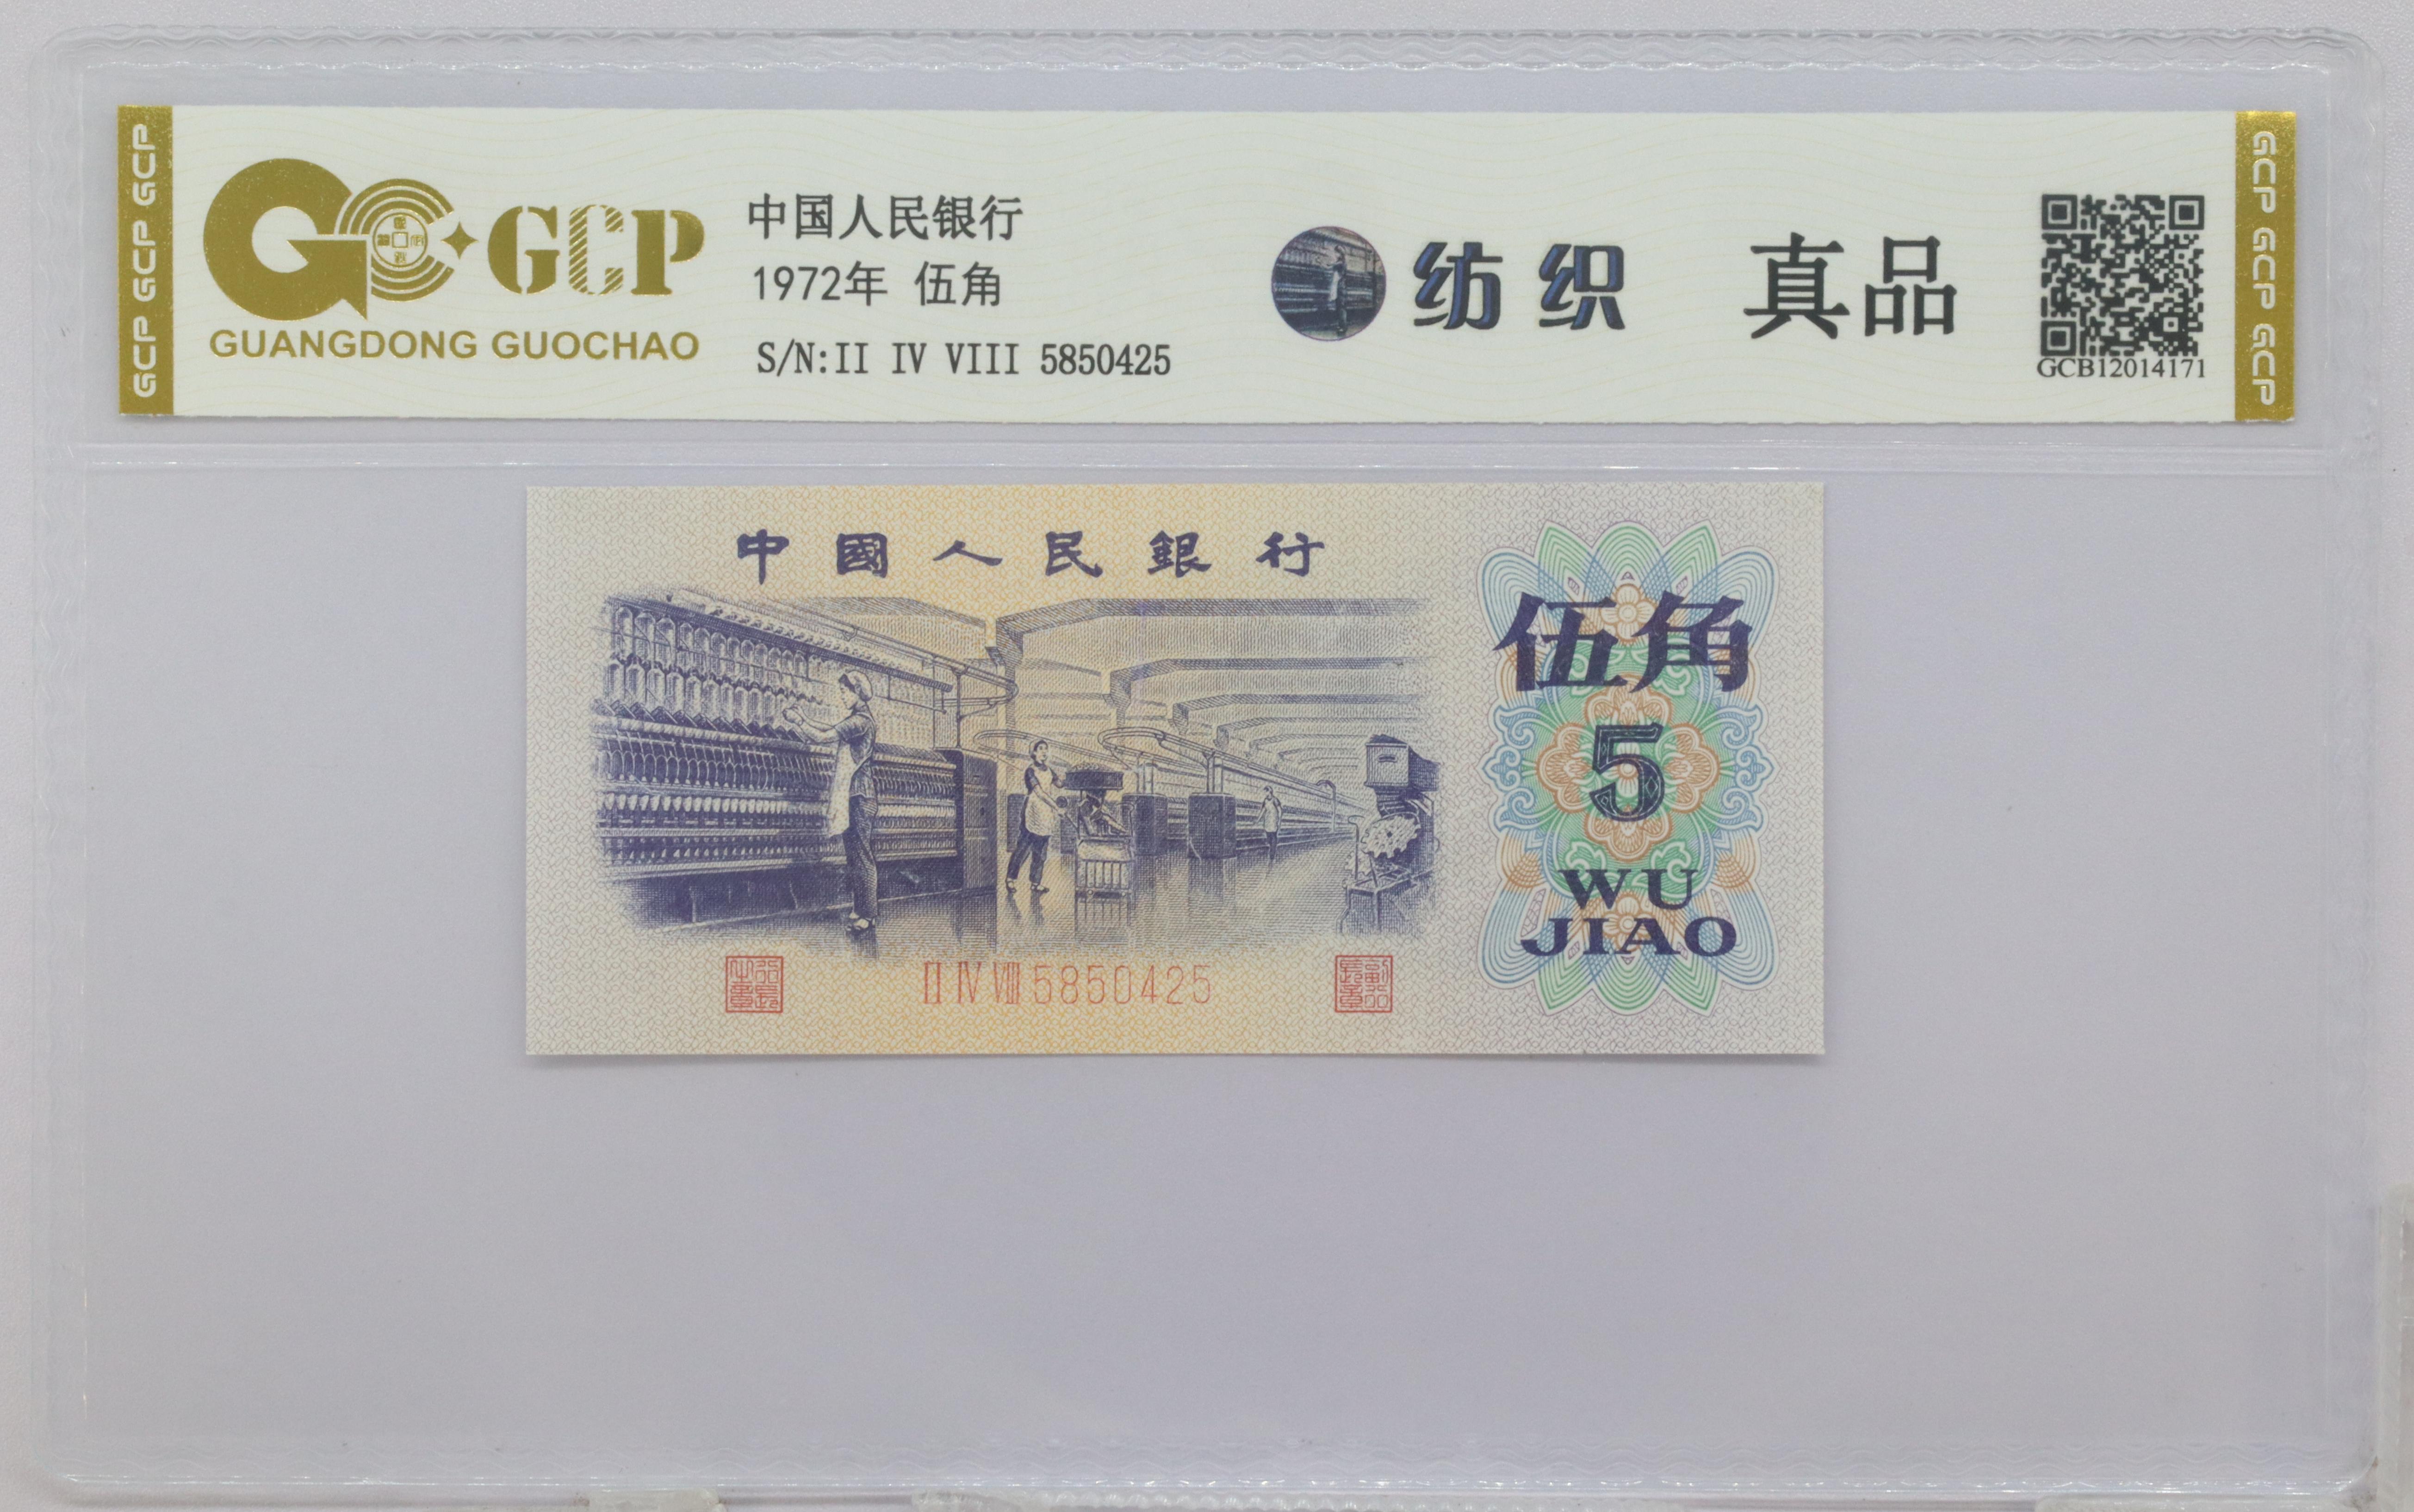 GCP GCP GCP
GCP
GUANGDONG GUOCHAO
中国人民银行
1972年 伍角
S/N:II IV VIII 5850425
纺织
真品
GCB12014171
GCP GCP GCP
中國人民銀行
伍角
5
WU
JIAO
II IV VIII 5850425